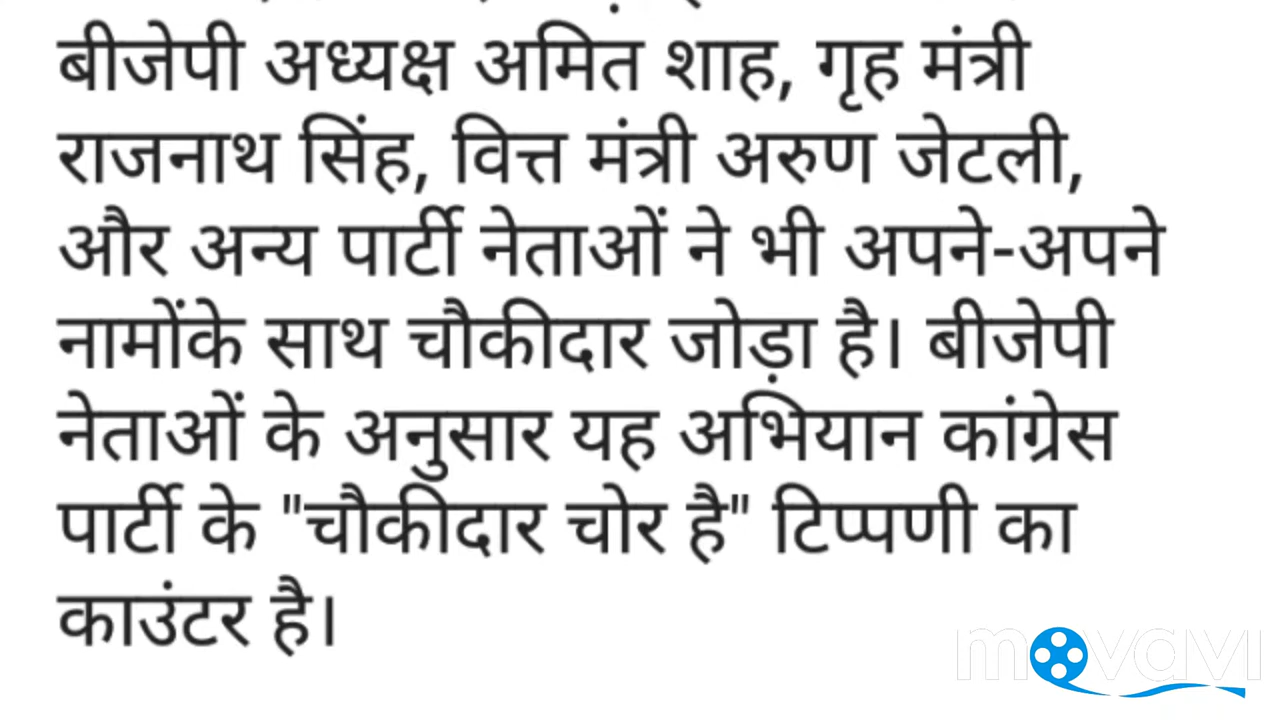 बीजेपी अध्यक्ष अमित शाह, गृह मंत्री
राजनाथ सिंह, वित्त मंत्री अरुण जेटली,
और अन्य पार्टी नेताओं ने भी अपने-अपने
नामोंके साथ चौकीदार जोड़ा है। बीजेपी
नेताओं के अनुसार यह अभियान कांग्रेस
पार्टी के "चौकीदार चोर है" टिप्पणी का
काउंटर है।
movavi